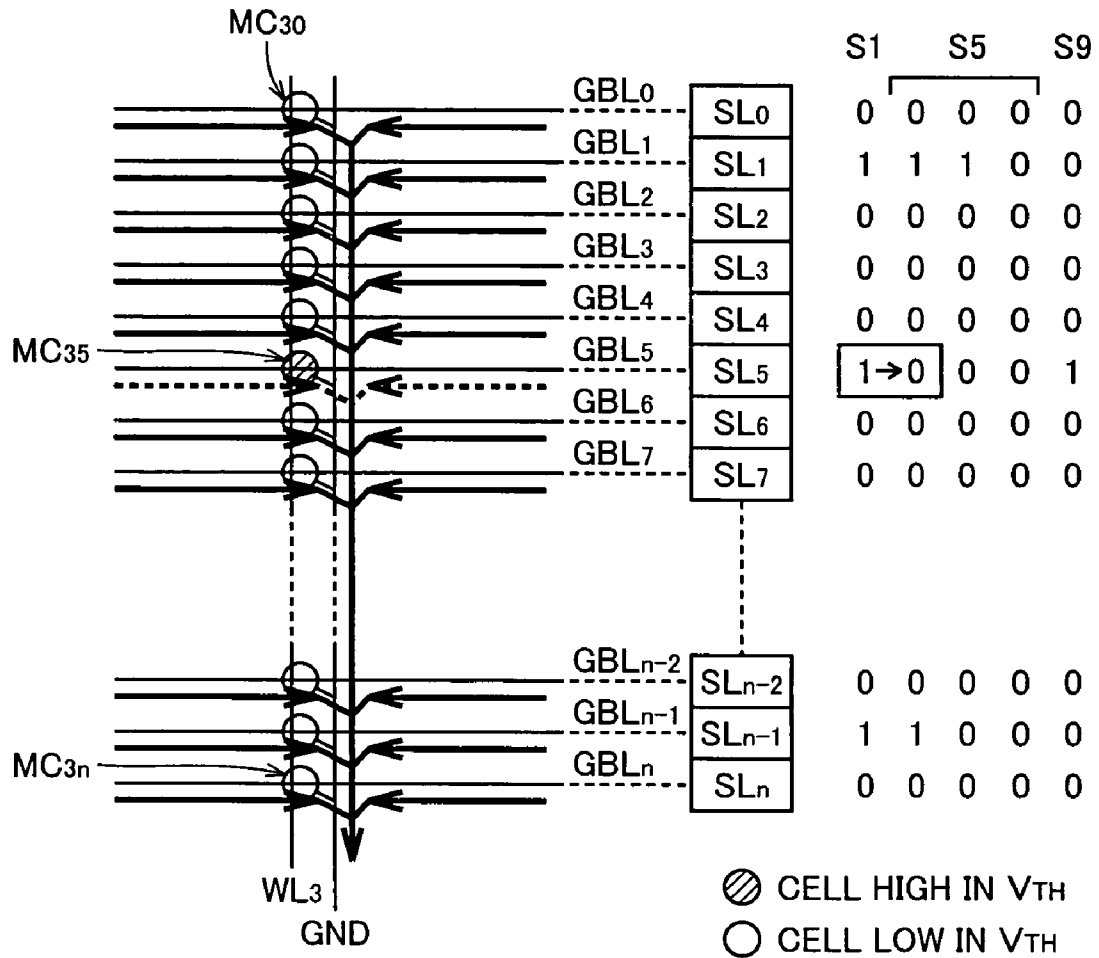 MC30
S1 S5 S9
GBL0 SL0 0 0 0 0 0
GBL1 SL1 1 1 1 0 0
GBL2 SL2 0 0 0 0 0
GBL3 SL3 0 0 0 0 0
GBL4 SL4 0 0 0 0 0
MC35 GBL5 SL5 1→0 0 0 1
GBL6 SL6 0 0 0 0 0
GBL7 SL7 0 0 0 0 0
GBLn-2 SLn-2 0 0 0 0 0
GBLn-1 SLn-1 1 1 0 0 0
MC3n GBLn SLn 0 0 0 0 0
WL3
GND
CELL HIGH IN VTH
CELL LOW IN VTH